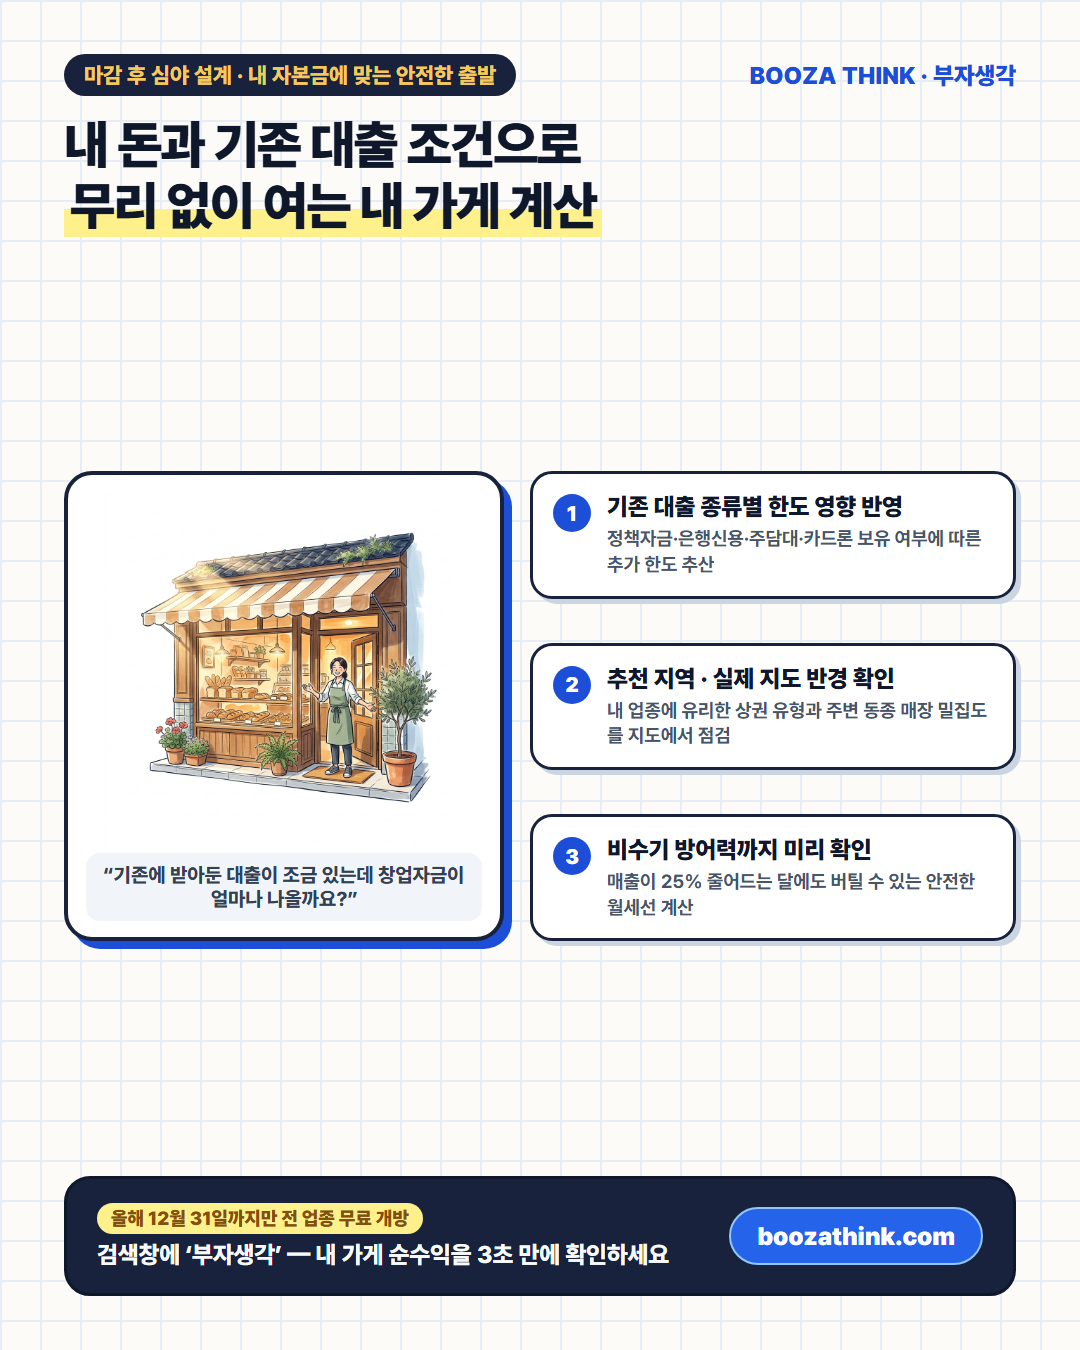 마감 후 심야 설계 · 내 자본금에 맞는 안전한 출발
BOOZA THINK · 부자생각
내 돈과 기존 대출 조건으로
무리 없이 여는 내 가게 계산
“기존에 받아둔 대출이 조금 있는데 창업자금이
얼마나 나올까요?”
1
기존 대출 종류별 한도 영향 반영
정책자금·은행신용·주담대·카드론 보유 여부에 따른
추가 한도 추산
2
추천 지역 · 실제 지도 반경 확인
내 업종에 유리한 상권 유형과 주변 동종 매장 밀집도
를 지도에서 점검
3
비수기 방어력까지 미리 확인
매출이 25% 줄어드는 달에도 버틸 수 있는 안전한
월세선 계산
올해 12월 31일까지만 전 업종 무료 개방
검색창에 ‘부자생각’ — 내 가게 순수익을 3초 만에 확인하세요
boozathink.com